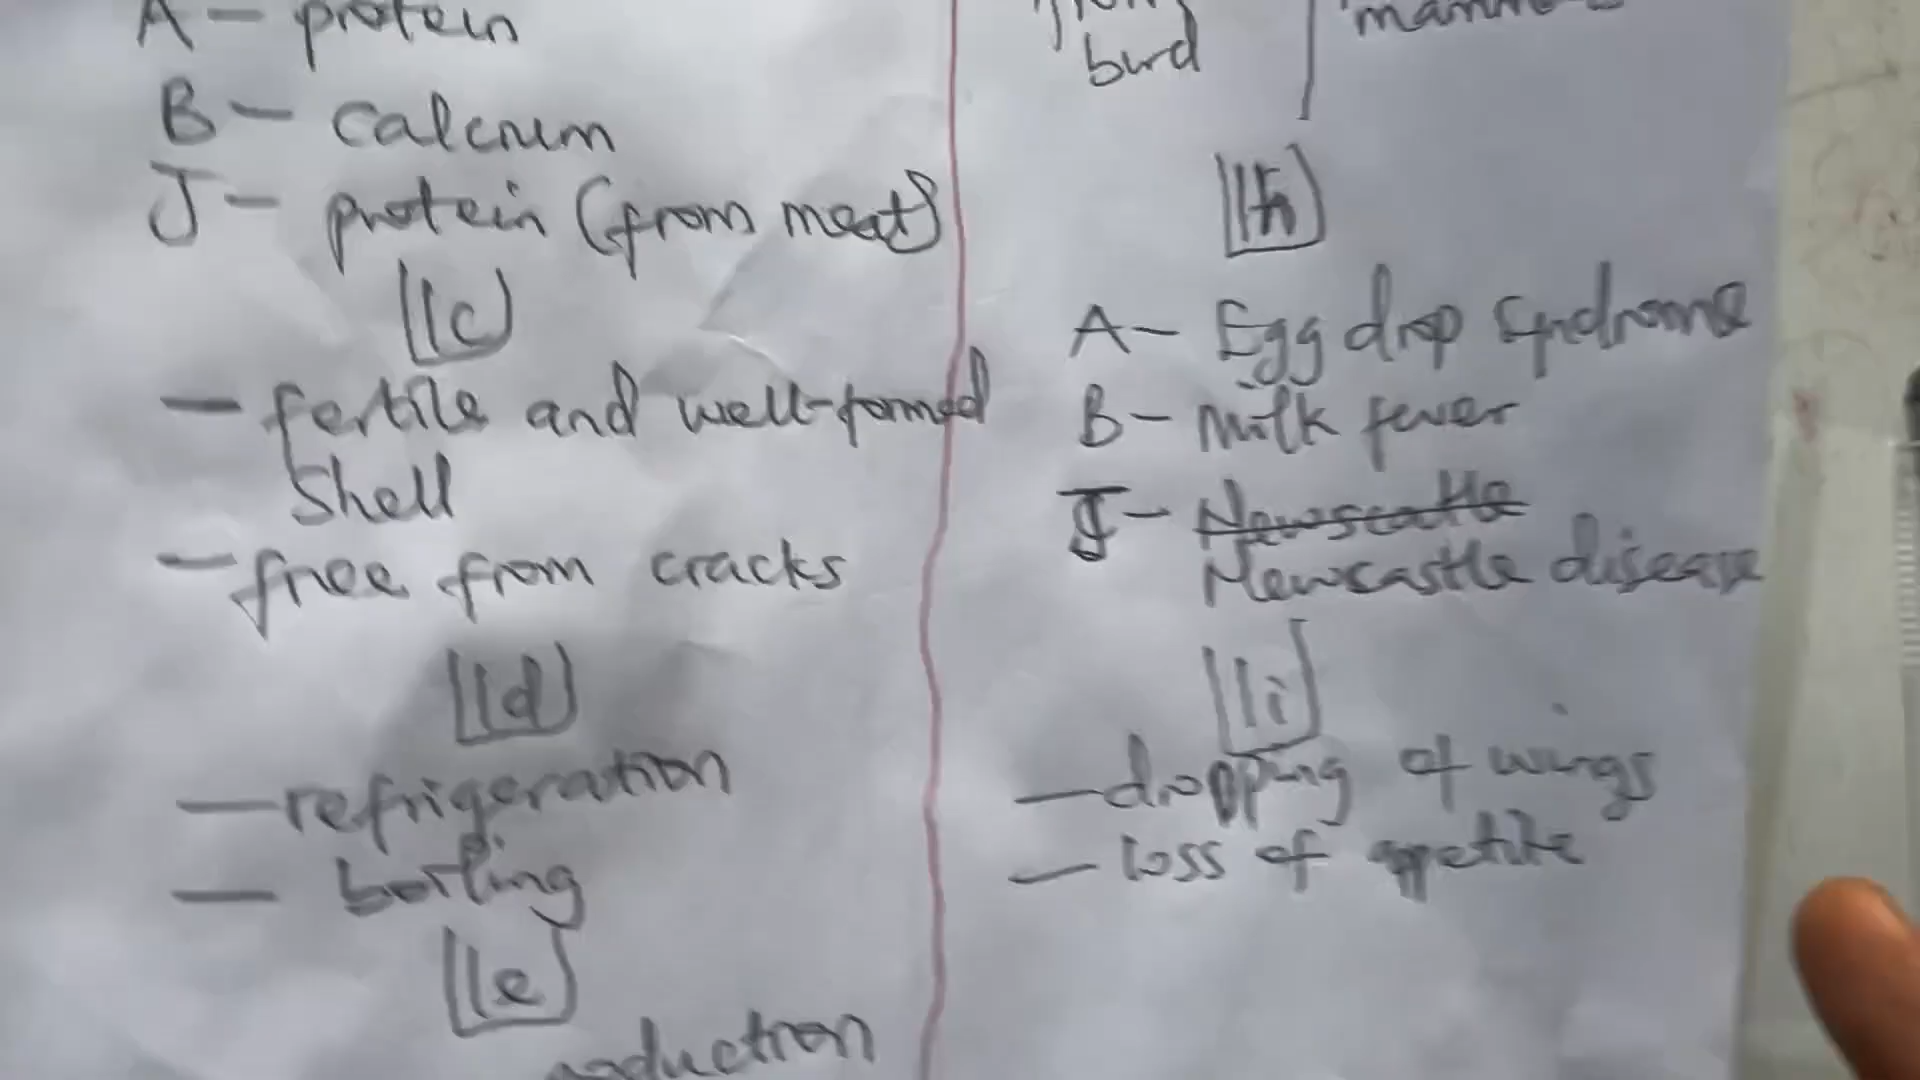 A - protein
B - calcium
J - protein (from meat)
1c
- fertile and well-formed
shell
- free from cracks
1d
- refrigeration
- boiling
1e
bird
1h
A - Egg drop syndrome
B - Milk fever
J - Newscattle
Newcastle disease
1i
- dropping of wings
- loss of appetite